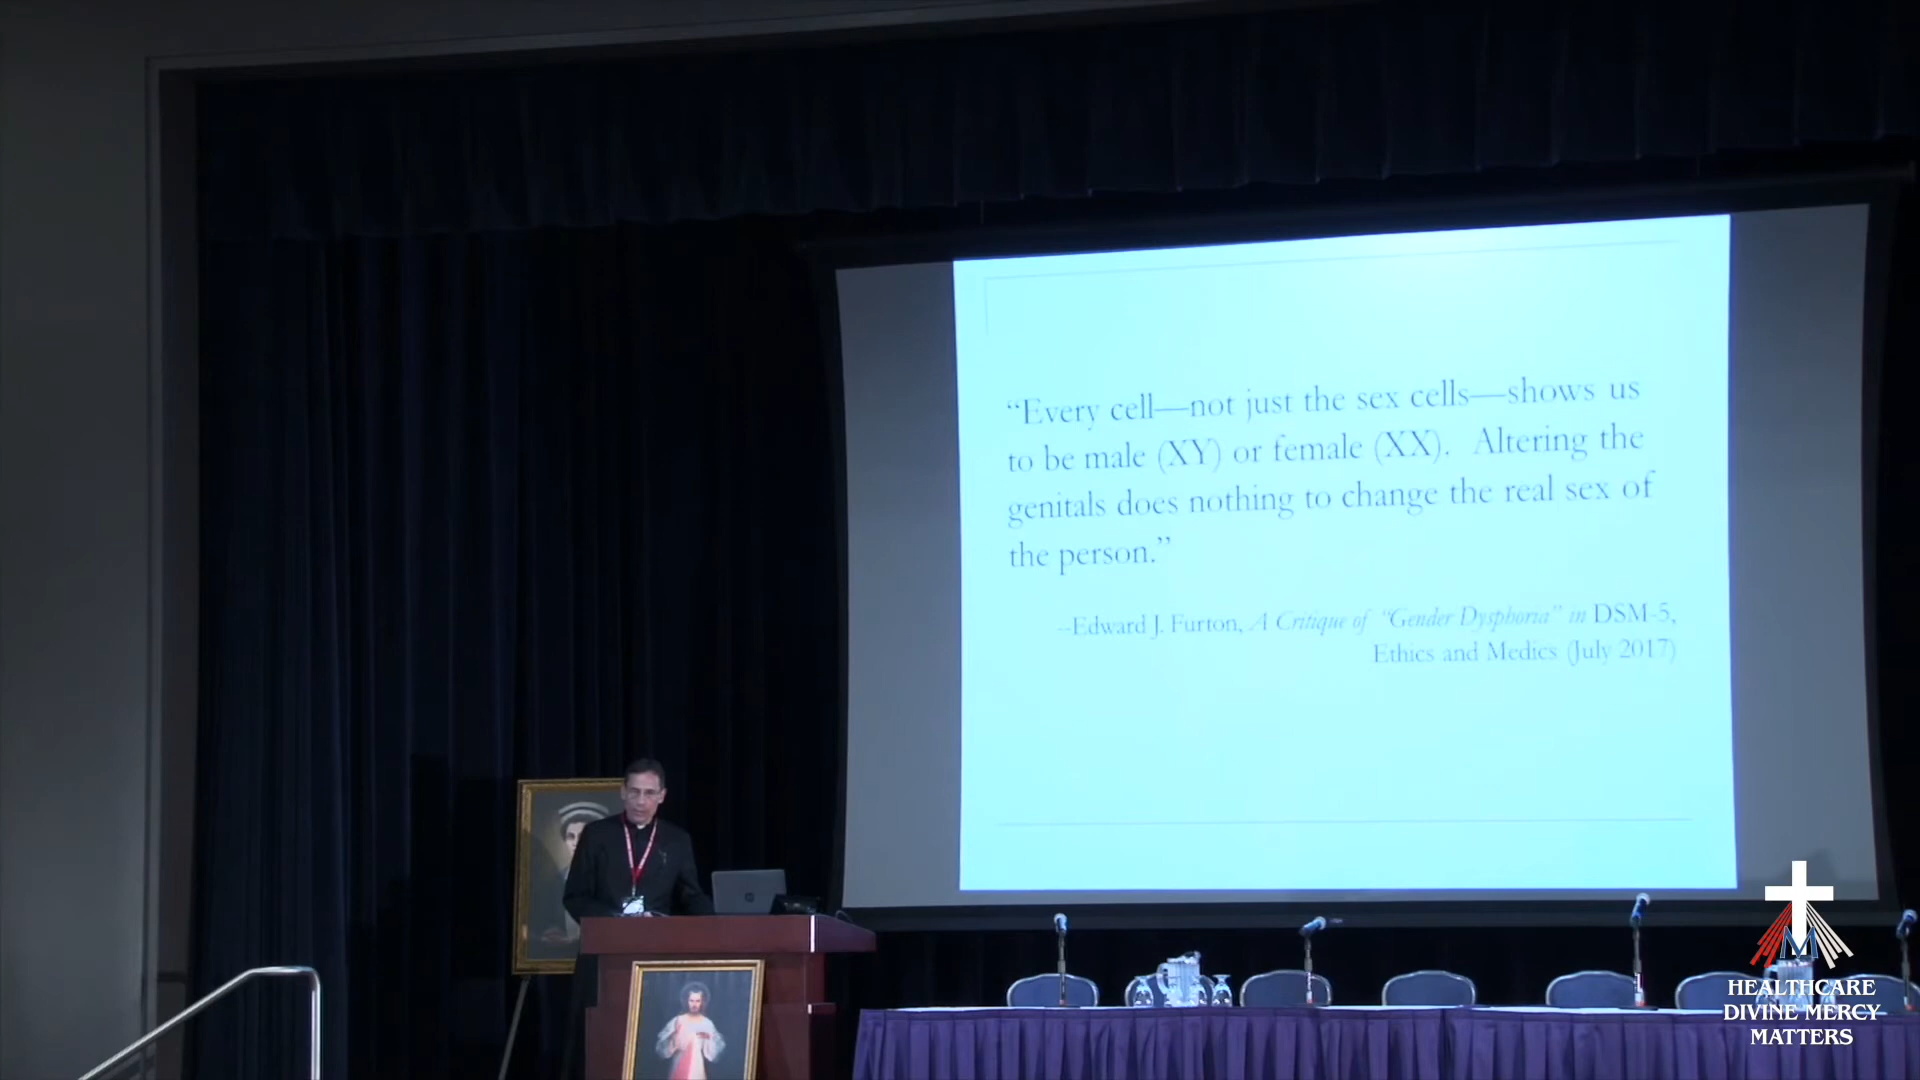 “Every cell—not just the sex cells—shows us
to be male (XY) or female (XX).  Altering the
genitals does nothing to change the real sex of
the person.”
--Edward J. Furton, A Critique of “Gender Dysphoria” in DSM-5,
Ethics and Medics (July 2017)
HEALTHCARE
DIVINE MERCY
MATTERS